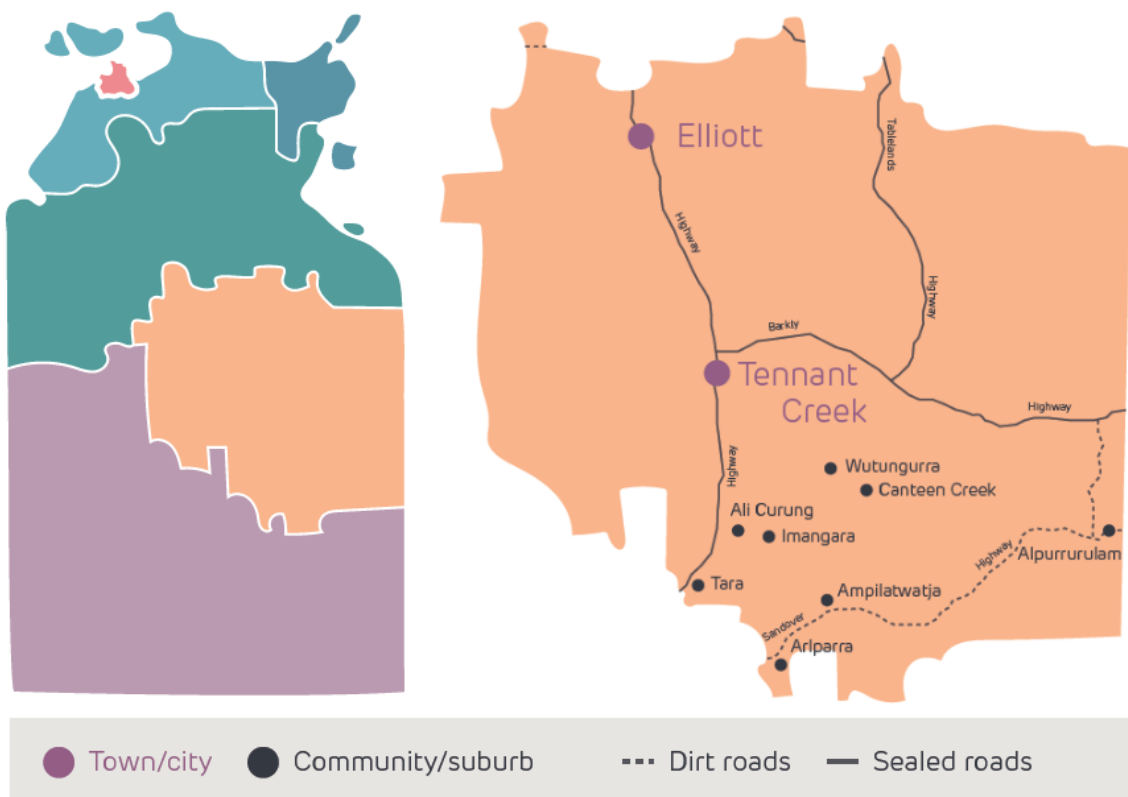 Elliott
Tablelands
Highway
Highway
Barkly
Tennant
Creek
Highway
Highway
Wutungurra
Canteen Creek
Ali Curung
Imangara
Highway
Alpurrurulam
Tara
Ampilatwatja
Sandover
Arlparra
Town/city
Community/suburb
Dirt roads
Sealed roads